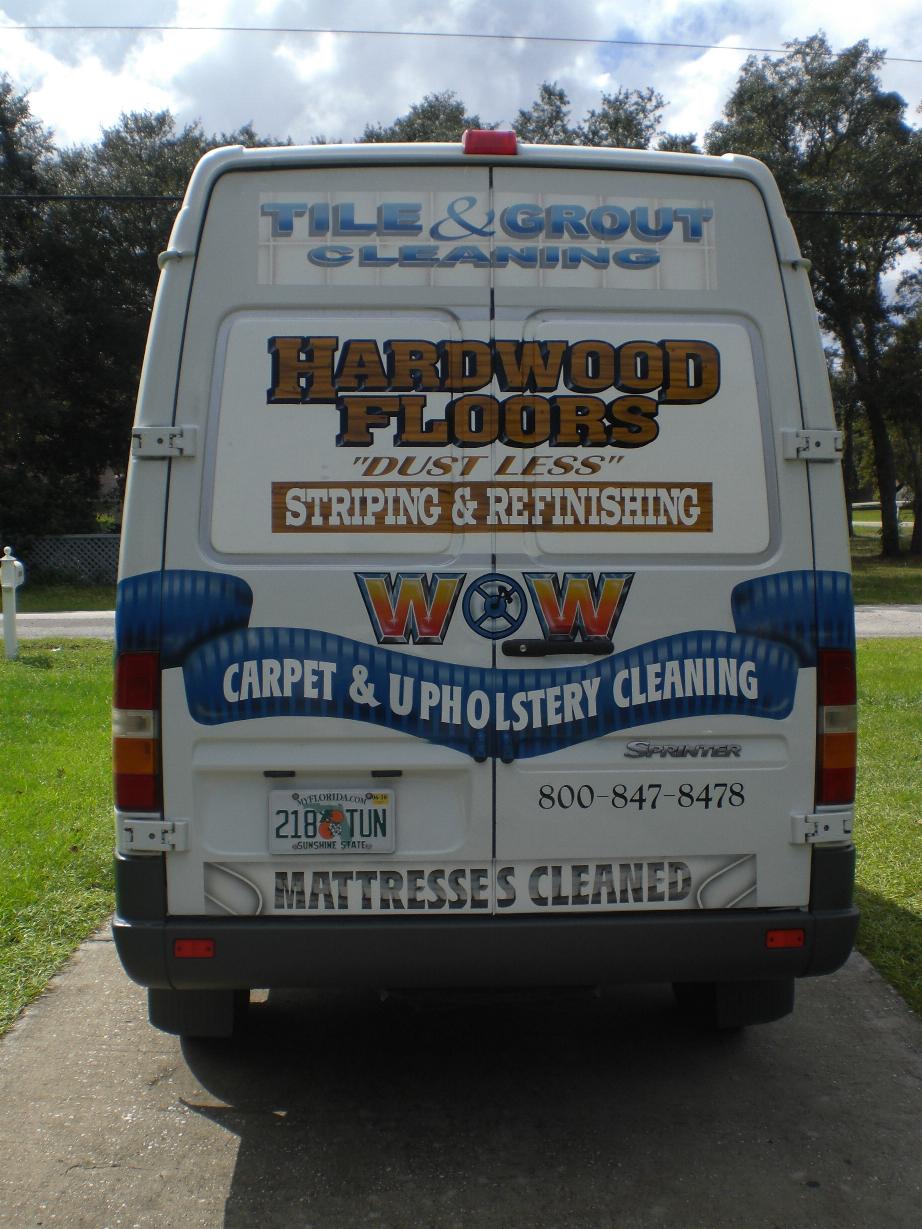 TILE & GROUT
CLEANING
HARDWOOD
FLOORS
"DUST LESS"
STRIPING & REFINISHING
WOW
CARPET & UPHOLSTERY CLEANING
SPRINTER
800-847-8478
MYFLORIDA.COM
218 TUN
SUNSHINE STATE
MATTRESSES CLEANED